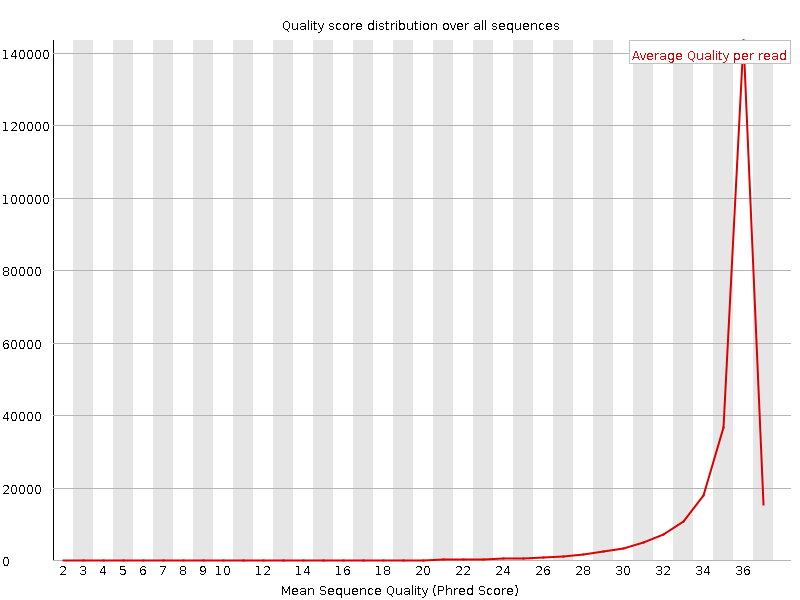 Quality score distribution over all sequences
Average Quality per read
140000
120000
100000
80000
60000
40000
20000
0
2 3 4 5 6 7 8 9 10 12 14 16 18 20 22 24 26 28 30 32 34 36
Mean Sequence Quality (Phred Score)